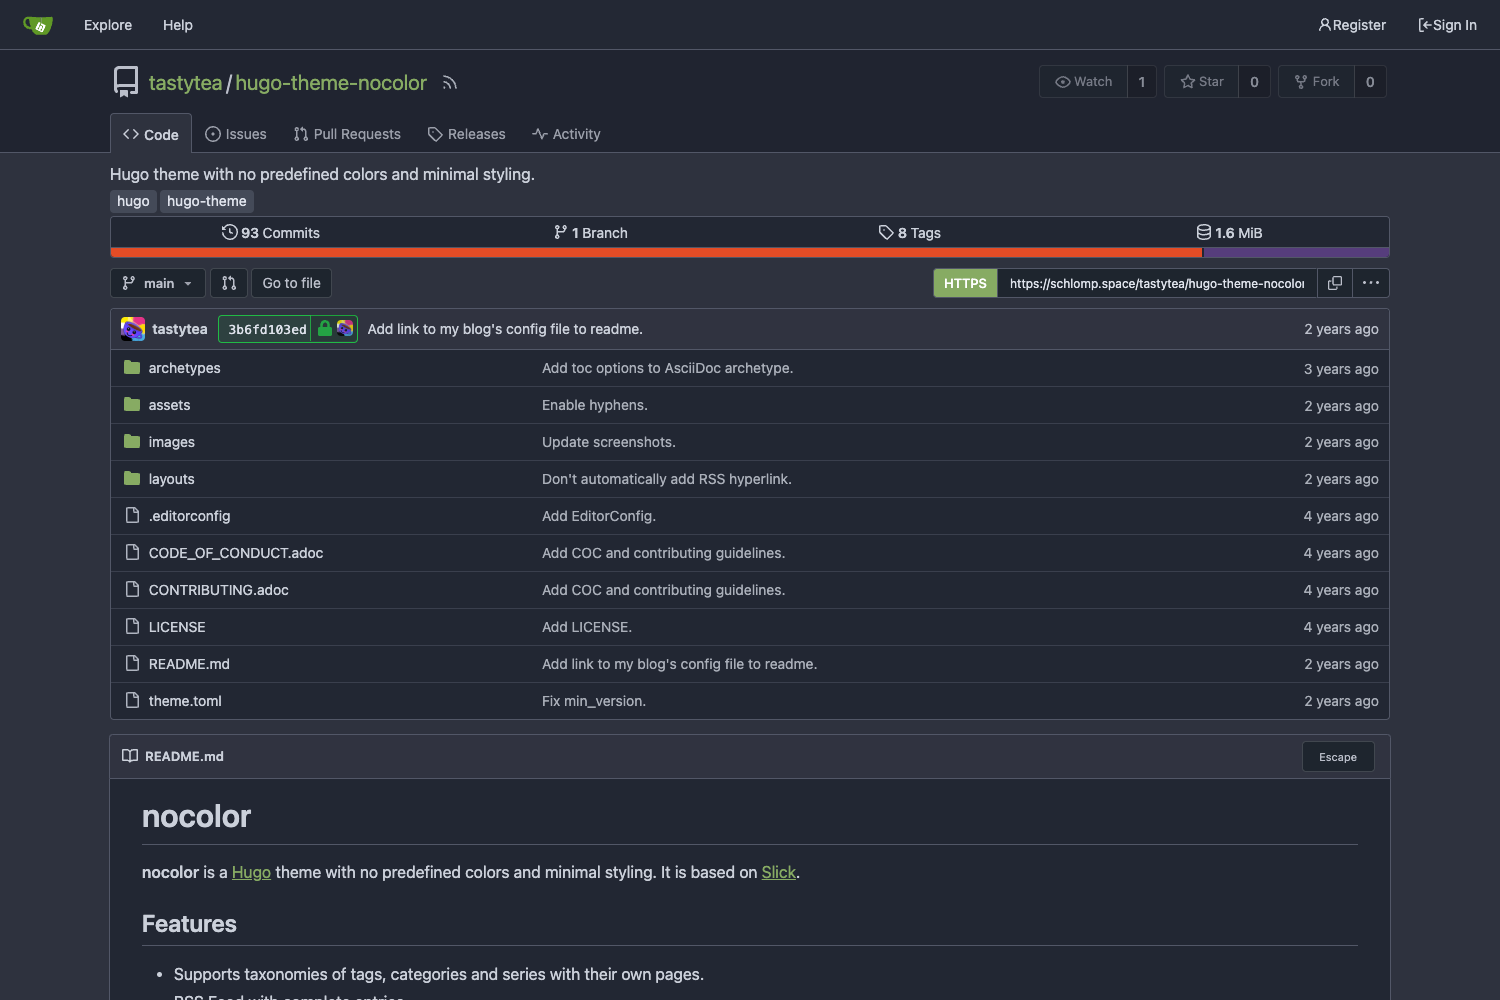 Explore Help Register Sign In
tastytea/hugo-theme-nocolor Watch 1 Star 0 Fork 0
Code Issues Pull Requests Releases Activity
Hugo theme with no predefined colors and minimal styling.
hugo hugo-theme
93 Commits 1 Branch 8 Tags 1.6 MiB
main Go to file HTTPS https://schlomp.space/tastytea/hugo-theme-nocolor
tastytea 3b6fd103ed Add link to my blog's config file to readme. 2 years ago
archetypes Add toc options to AsciiDoc archetype. 3 years ago
assets Enable hyphens. 2 years ago
images Update screenshots. 2 years ago
layouts Don't automatically add RSS hyperlink. 2 years ago
.editorconfig Add EditorConfig. 4 years ago
CODE_OF_CONDUCT.adoc Add COC and contributing guidelines. 4 years ago
CONTRIBUTING.adoc Add COC and contributing guidelines. 4 years ago
LICENSE Add LICENSE. 4 years ago
README.md Add link to my blog's config file to readme. 2 years ago
theme.toml Fix min_version. 2 years ago
README.md Escape
nocolor
nocolor is a Hugo theme with no predefined colors and minimal styling. It is based on Slick.
Features
• Supports taxonomies of tags, categories and series with their own pages.
• RSS Feed with complete entries